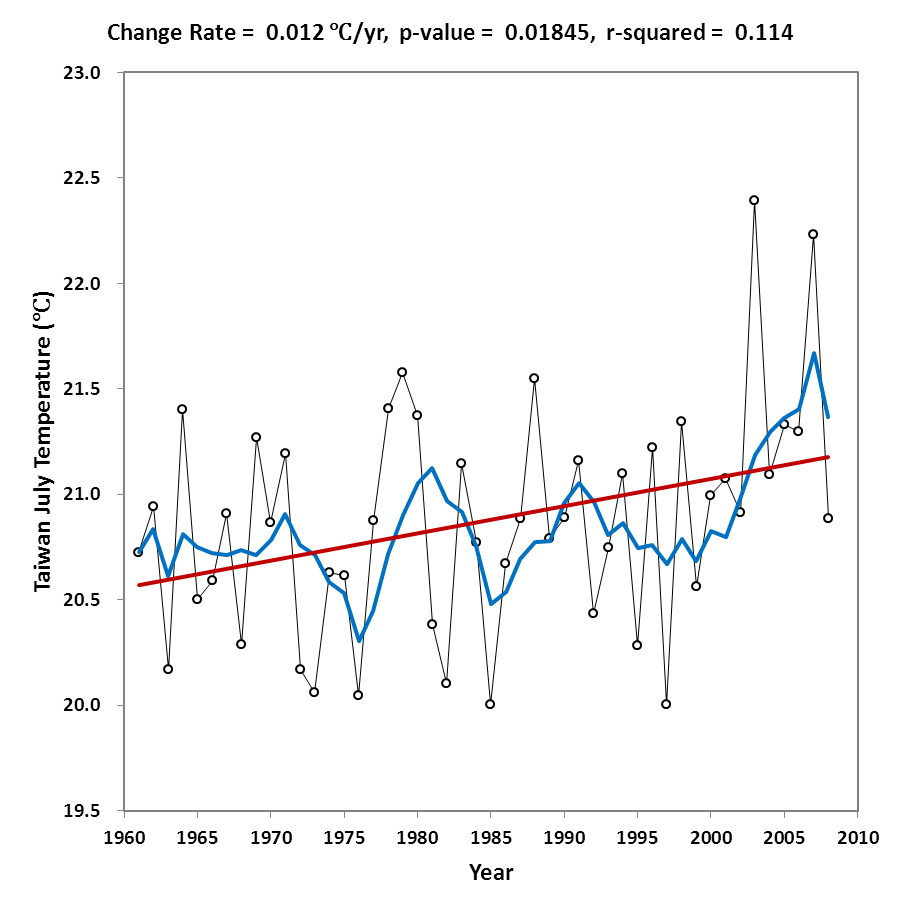 Change Rate = 0.012 ℃/yr, p-value = 0.01845, r-squared = 0.114
23.0
22.5
22.0
21.5
21.0
20.5
20.0
19.5
Taiwan July Temperature (℃)
1960 1965 1970 1975 1980 1985 1990 1995 2000 2005 2010
Year